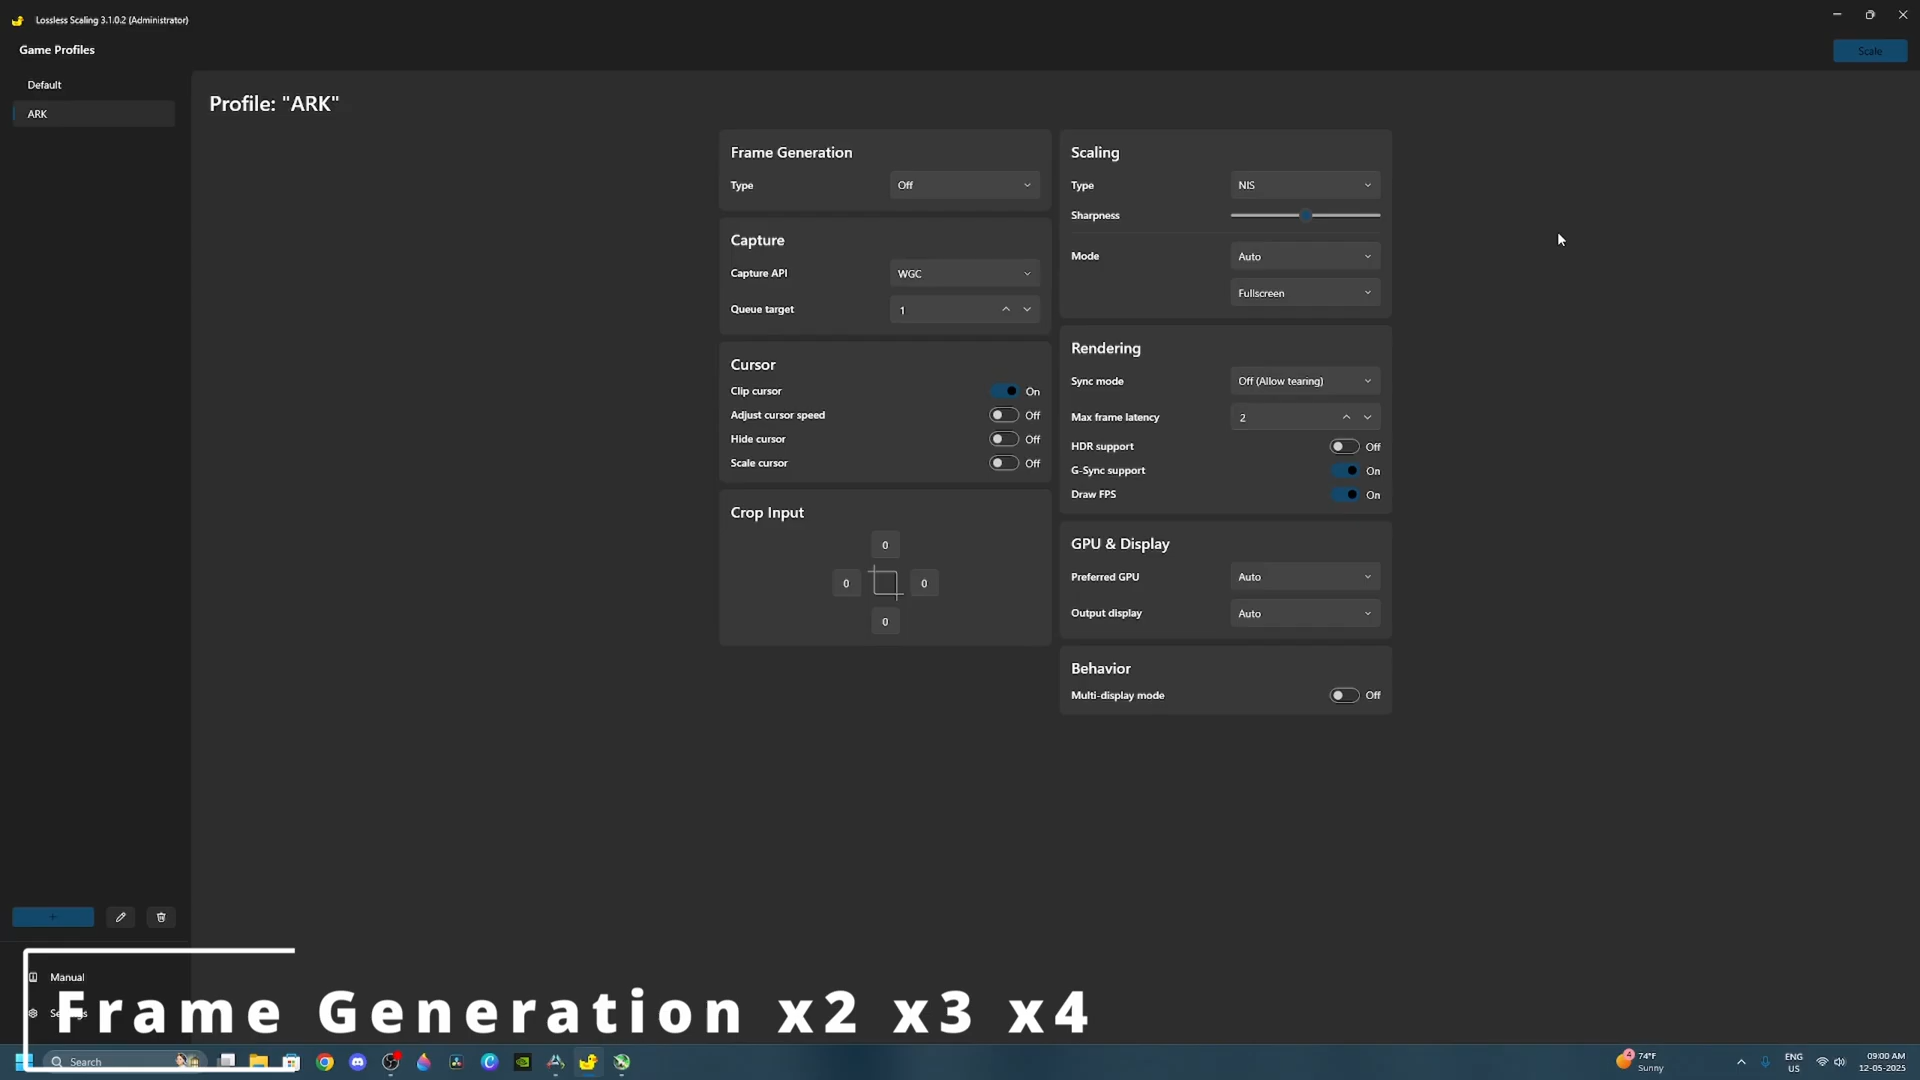 Lossless Scaling 3.1.0.2 (Administrator)
Game Profiles
Scale
Default
ARK
Profile: "ARK"
Frame Generation
Type
Off
Capture
Capture API
WGC
Queue target
1
Cursor
Clip cursor
On
Adjust cursor speed
Off
Hide cursor
Off
Scale cursor
Off
Crop Input
0
0
0
0
Scaling
Type
NIS
Sharpness
Mode
Auto
Fullscreen
Rendering
Sync mode
Off (Allow tearing)
Max frame latency
2
HDR support
Off
G-Sync support
On
Draw FPS
On
GPU & Display
Preferred GPU
Auto
Output display
Auto
Behavior
Multi-display mode
Off
Manual
Frame Generation x2 x3 x4
Search
4
74°F
Sunny
ENG
US
09:00 AM
12-05-2025